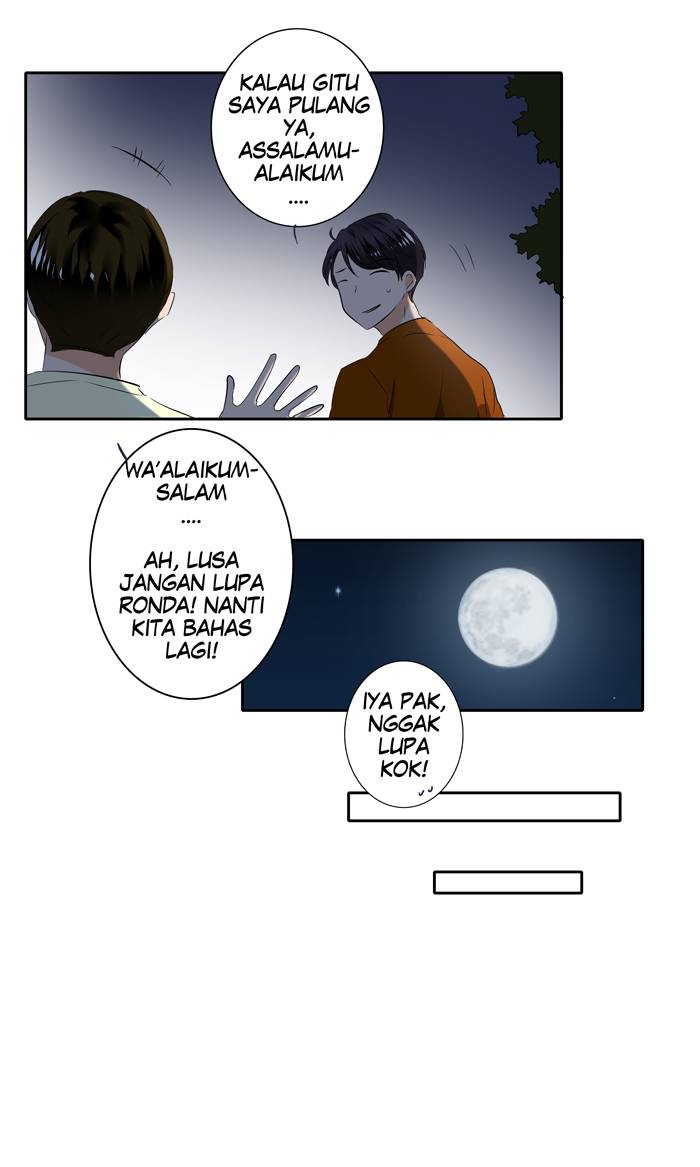 KALAU GITU
SAYA PULANG
YA,
ASSALAMU-
ALAIKUM
....
WA'ALAIKUM-
SALAM
....
AH, LUSA
JANGAN LUPA
RONDA! NANTI
KITA BAHAS
LAGI!
IYA PAK,
NGGAK
LUPA
KOK!